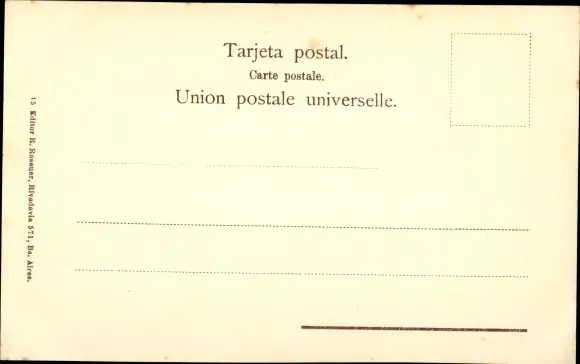 Tarjeta postal.
Carte postale.
Union postale universelle.
15 Editor R. Rosauer, Rivadavia 571, Bs. Aires.